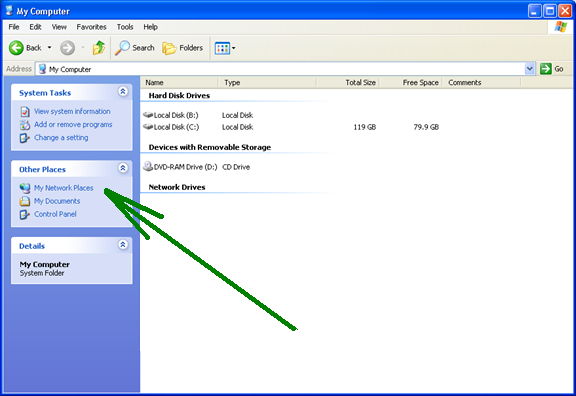 My Computer
File Edit View Favorites Tools Help
Back Search Folders
Address My Computer Go
System Tasks
View system information
Add or remove programs
Change a setting
Other Places
My Network Places
My Documents
Control Panel
Details
My Computer
System Folder
Name Type Total Size Free Space Comments
Hard Disk Drives
Local Disk (B:) Local Disk
Local Disk (C:) Local Disk 119 GB 79.9 GB
Devices with Removable Storage
DVD-RAM Drive (D:) CD Drive
Network Drives